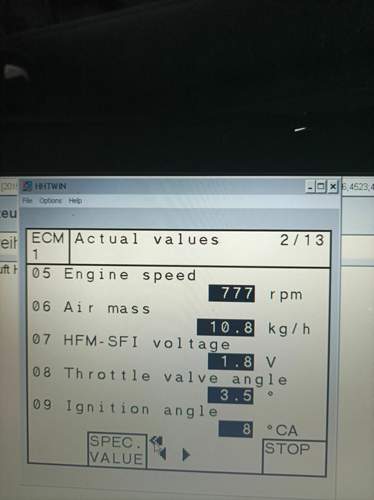 HHTWIN
File Options Help
ECM 1 Actual values 2/13
05 Engine speed
777 rpm
06 Air mass
10.8 kg/h
07 HFM-SFI voltage
1.8 V
08 Throttle valve angle
3.5 °
09 Ignition angle
8 °CA
SPEC. VALUE STOP